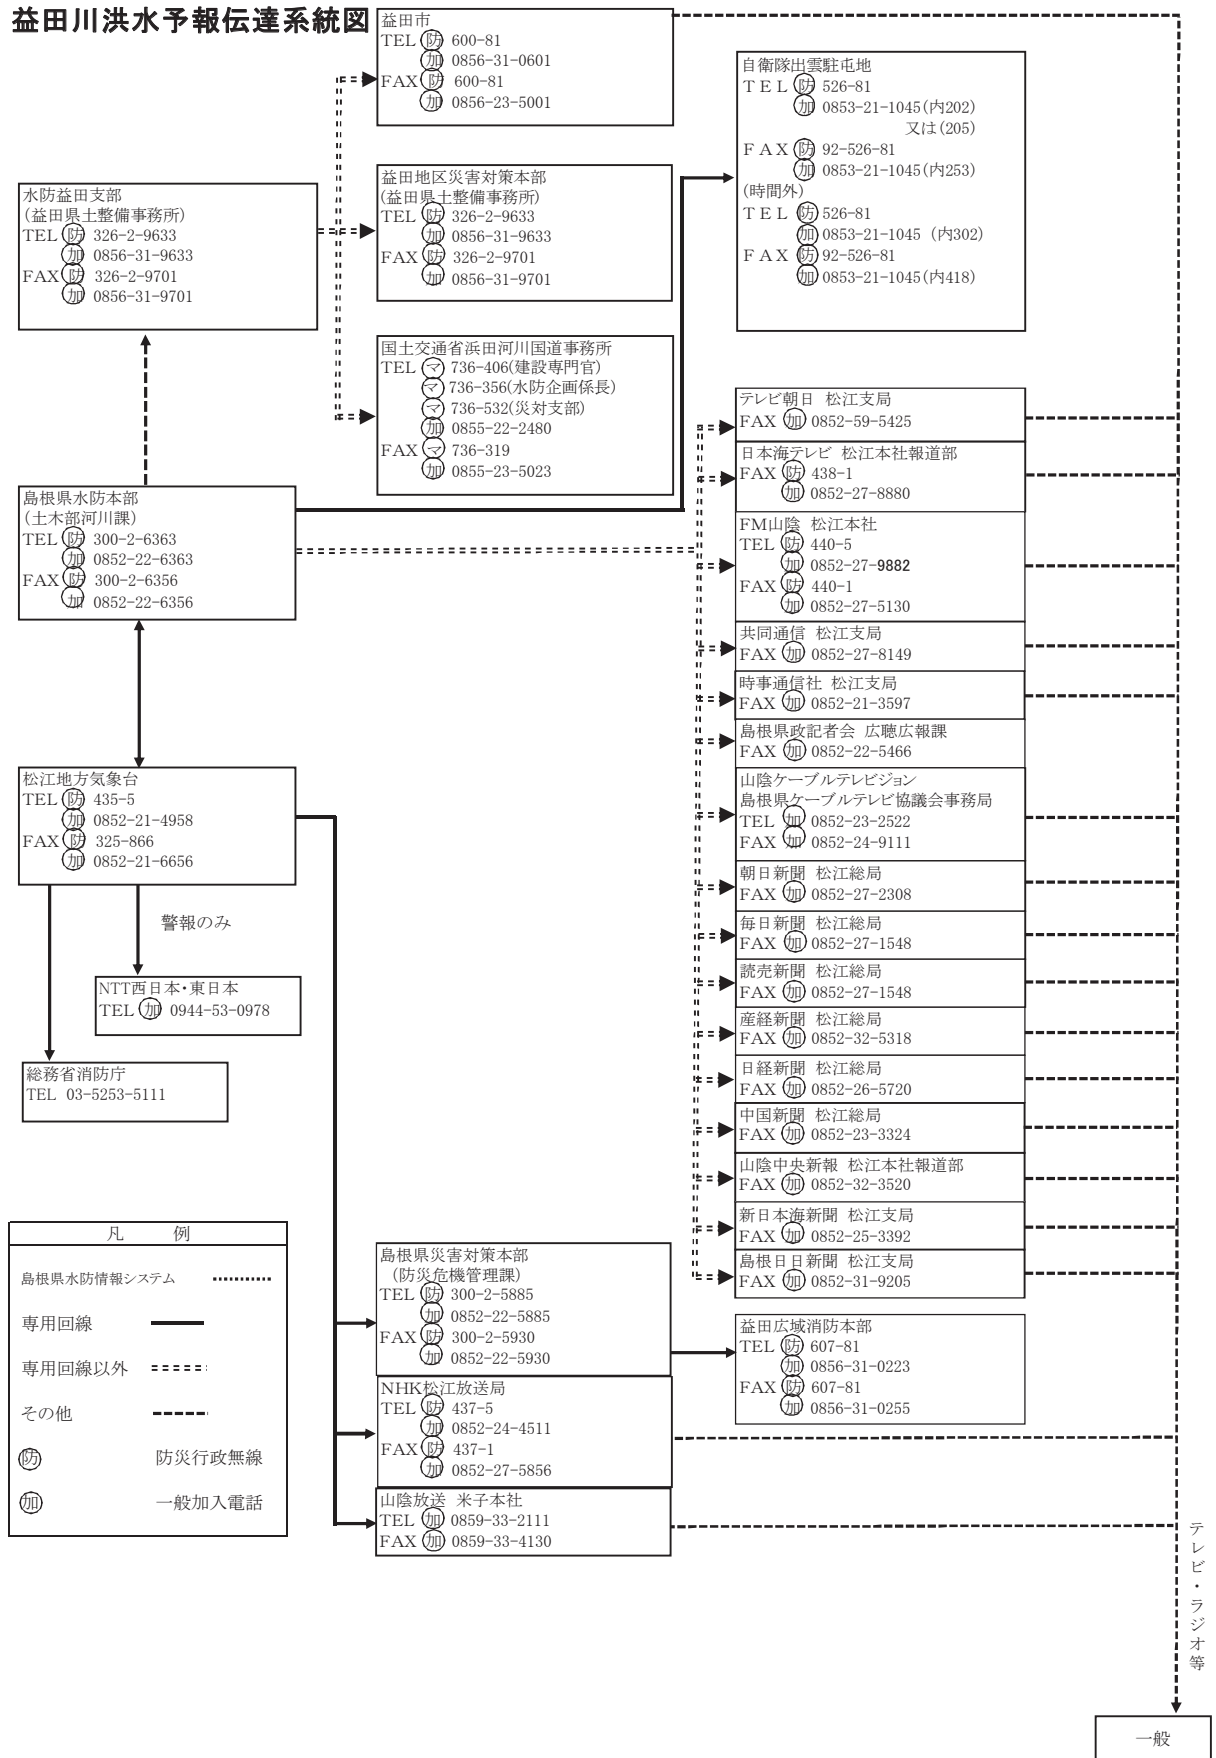 益田川洪水予報伝達系統図
益田市
TEL 防 600-81
加 0856-31-0601
FAX 防 600-81
加 0856-23-5001
自衛隊出雲駐屯地
ＴＥＬ 防 526-81
加 0853-21-1045(内202)
又は(205)
ＦＡＸ 防 92-526-81
加 0853-21-1045(内253)
(時間外)
ＴＥＬ 防 526-81
加 0853-21-1045 (内302)
ＦＡＸ 防 92-526-81
加 0853-21-1045(内418)
水防益田支部
(益田県土整備事務所)
TEL 防 326-2-9633
加 0856-31-9633
FAX 防 326-2-9701
加 0856-31-9701
益田地区災害対策本部
(益田県土整備事務所)
TEL 防 326-2-9633
加 0856-31-9633
FAX 防 326-2-9701
加 0856-31-9701
国土交通省浜田河川国道事務所
TEL マ 736-406(建設専門官)
マ 736-356(水防企画係長)
マ 736-532(災対支部)
加 0855-22-2480
FAX マ 736-319
加 0855-23-5023
島根県水防本部
(土木部河川課)
TEL 防 300-2-6363
加 0852-22-6363
FAX 防 300-2-6356
加 0852-22-6356
テレビ朝日 松江支局
FAX 加 0852-59-5425
日本海テレビ 松江本社報道部
FAX 防 438-1
加 0852-27-8880
FM山陰 松江本社
TEL 防 440-5
加 0852-27-9882
FAX 防 440-1
加 0852-27-5130
共同通信 松江支局
FAX 加 0852-27-8149
時事通信社 松江支局
FAX 加 0852-21-3597
島根県政記者会 広聴広報課
FAX 加 0852-22-5466
山陰ケーブルテレビジョン
島根県ケーブルテレビ協議会事務局
TEL 加 0852-23-2522
FAX 加 0852-24-9111
朝日新聞 松江総局
FAX 加 0852-27-2308
毎日新聞 松江総局
FAX 加 0852-27-1548
読売新聞 松江総局
FAX 加 0852-27-1548
産経新聞 松江総局
FAX 加 0852-32-5318
日経新聞 松江総局
FAX 加 0852-26-5720
中国新聞 松江総局
FAX 加 0852-23-3324
山陰中央新報 松江本社報道部
FAX 加 0852-32-3520
新日本海新聞 松江支局
FAX 加 0852-25-3392
島根日日新聞 松江支局
FAX 加 0852-31-9205
松江地方気象台
TEL 防 435-5
加 0852-21-4958
FAX 防 325-866
加 0852-21-6656
警報のみ
NTT西日本・東日本
TEL 加 0944-53-0978
総務省消防庁
TEL 03-5253-5111
凡 例
島根県水防情報システム
専用回線
専用回線以外
その他
防 防災行政無線
加 一般加入電話
島根県災害対策本部
(防災危機管理課)
TEL 防 300-2-5885
加 0852-22-5885
FAX 防 300-2-5930
加 0852-22-5930
NHK松江放送局
TEL 防 437-5
加 0852-24-4511
FAX 防 437-1
加 0852-27-5856
山陰放送 米子本社
TEL 加 0859-33-2111
FAX 加 0859-33-4130
益田広域消防本部
TEL 防 607-81
加 0856-31-0223
FAX 防 607-81
加 0856-31-0255
テレビ・ラジオ等
一般